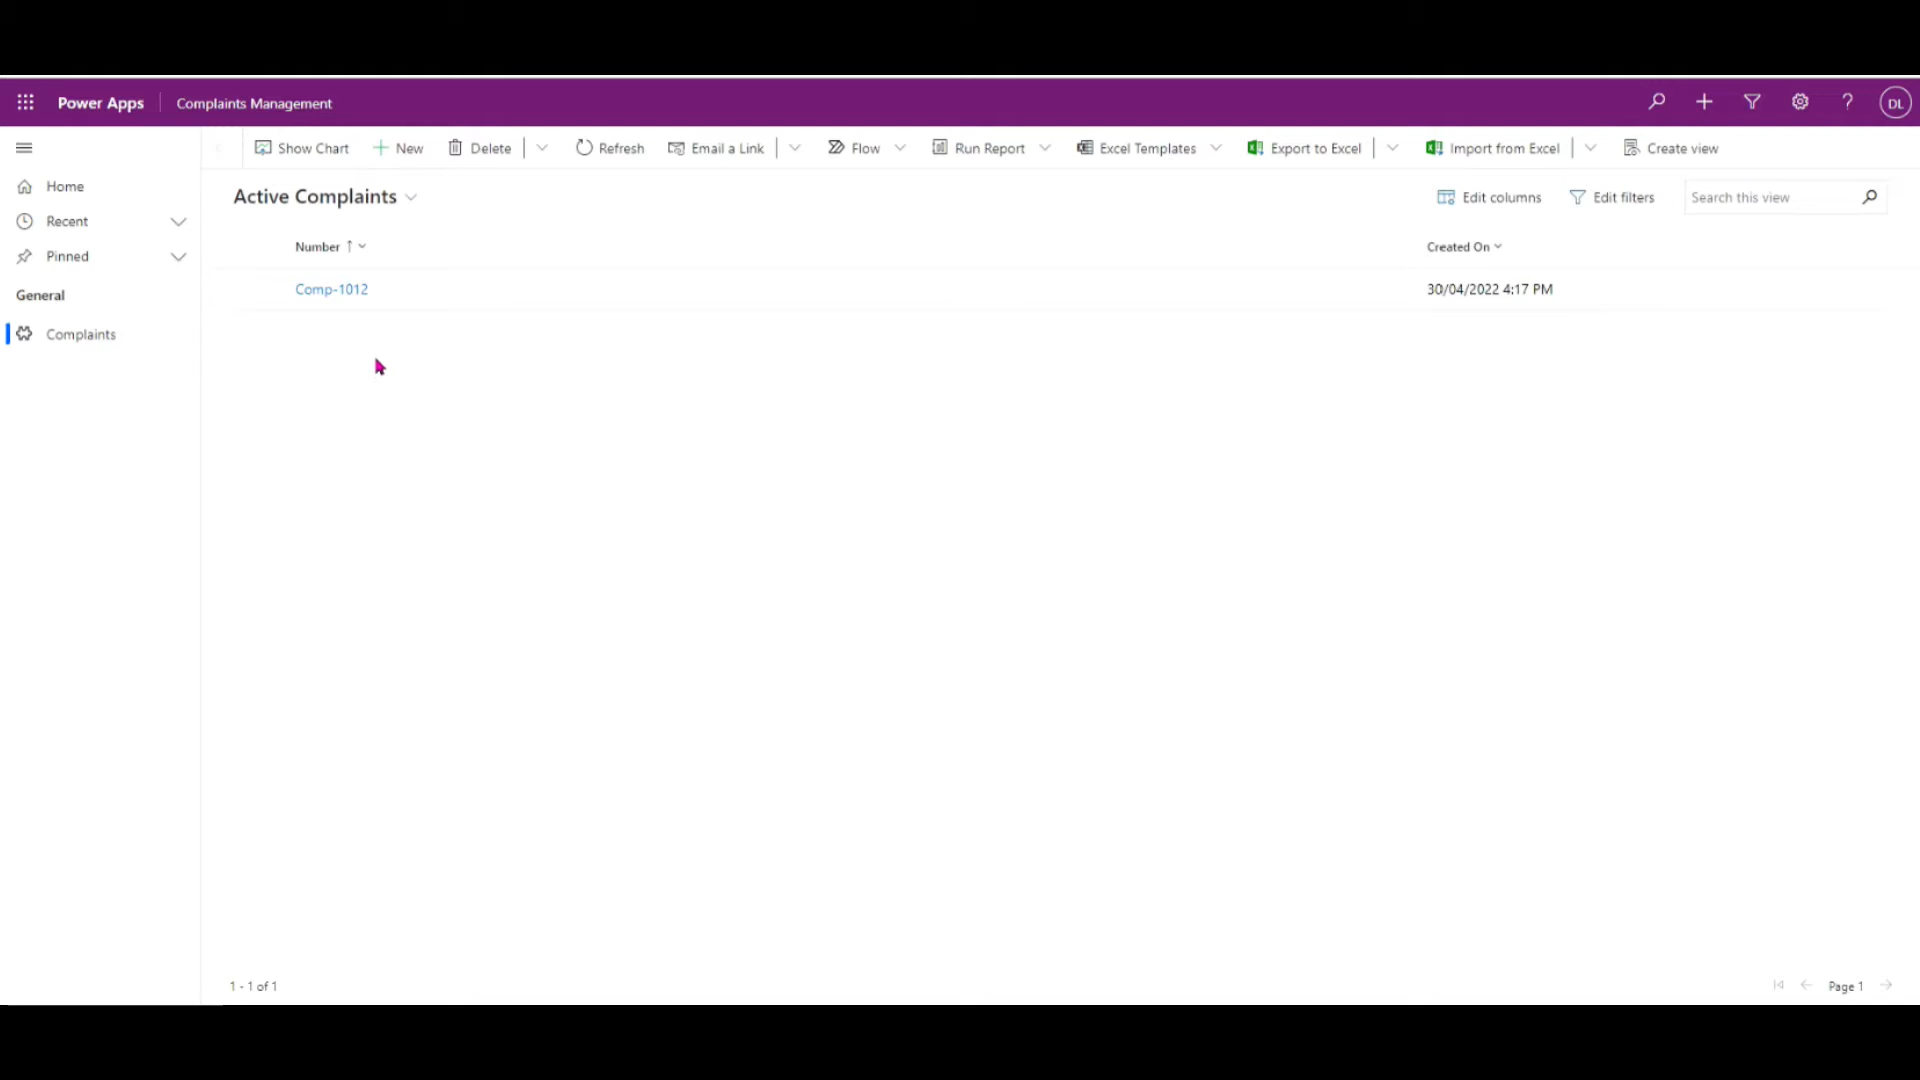 Power Apps Complaints Management DL
Show Chart New Delete Refresh Email a Link Flow Run Report Excel Templates Export to Excel Import from Excel Create view
Home
Recent
Pinned
General
Complaints
Active Complaints Edit columns Edit filters Search this view
Number Created On
Comp-1012 30/04/2022 4:17 PM
1 - 1 of 1 Page 1